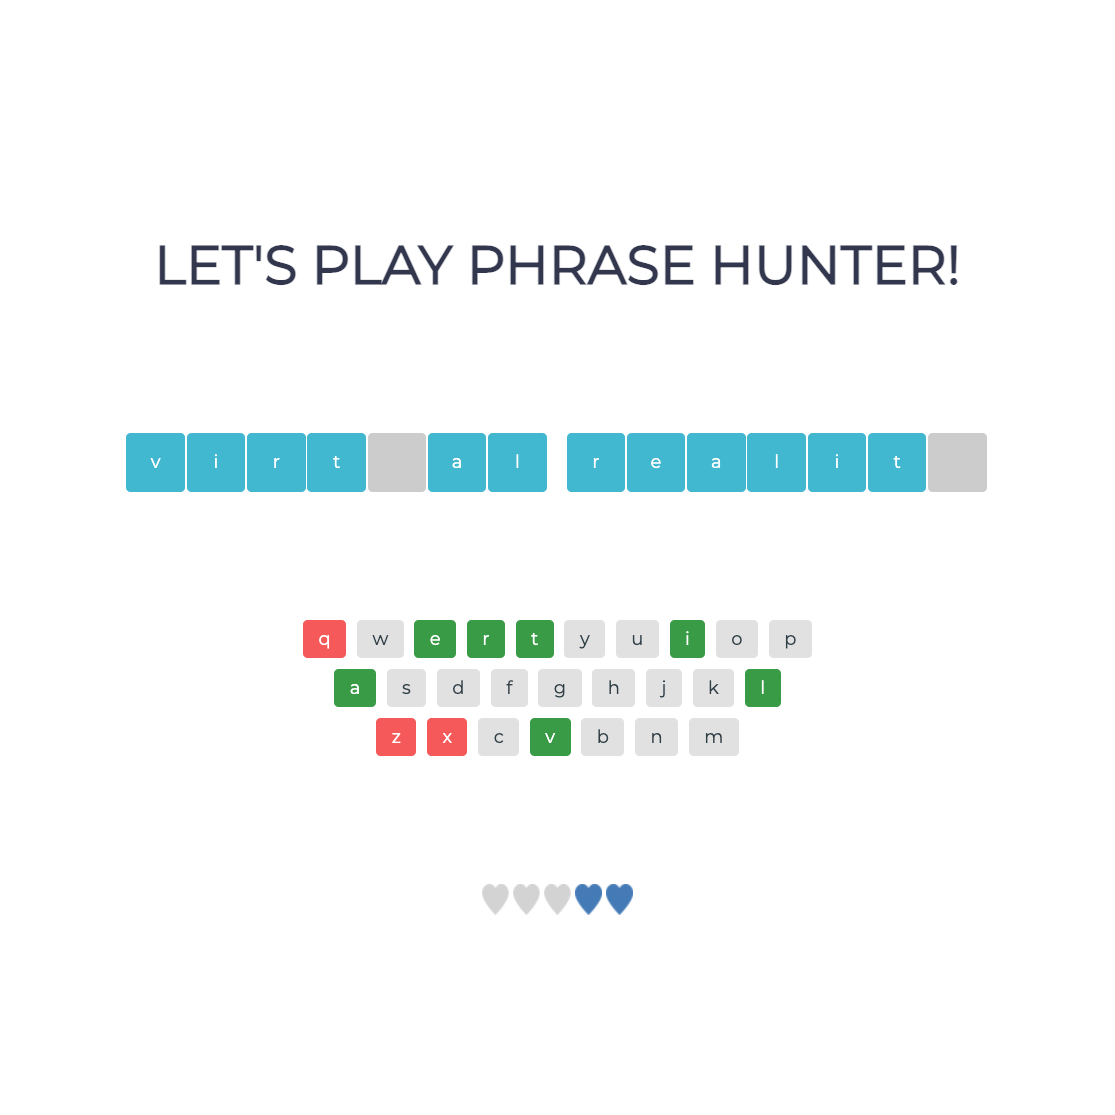 LET'S PLAY PHRASE HUNTER!
v i r t a l r e a l i t
q w e r t y u i o p
a s d f g h j k l
z x c v b n m